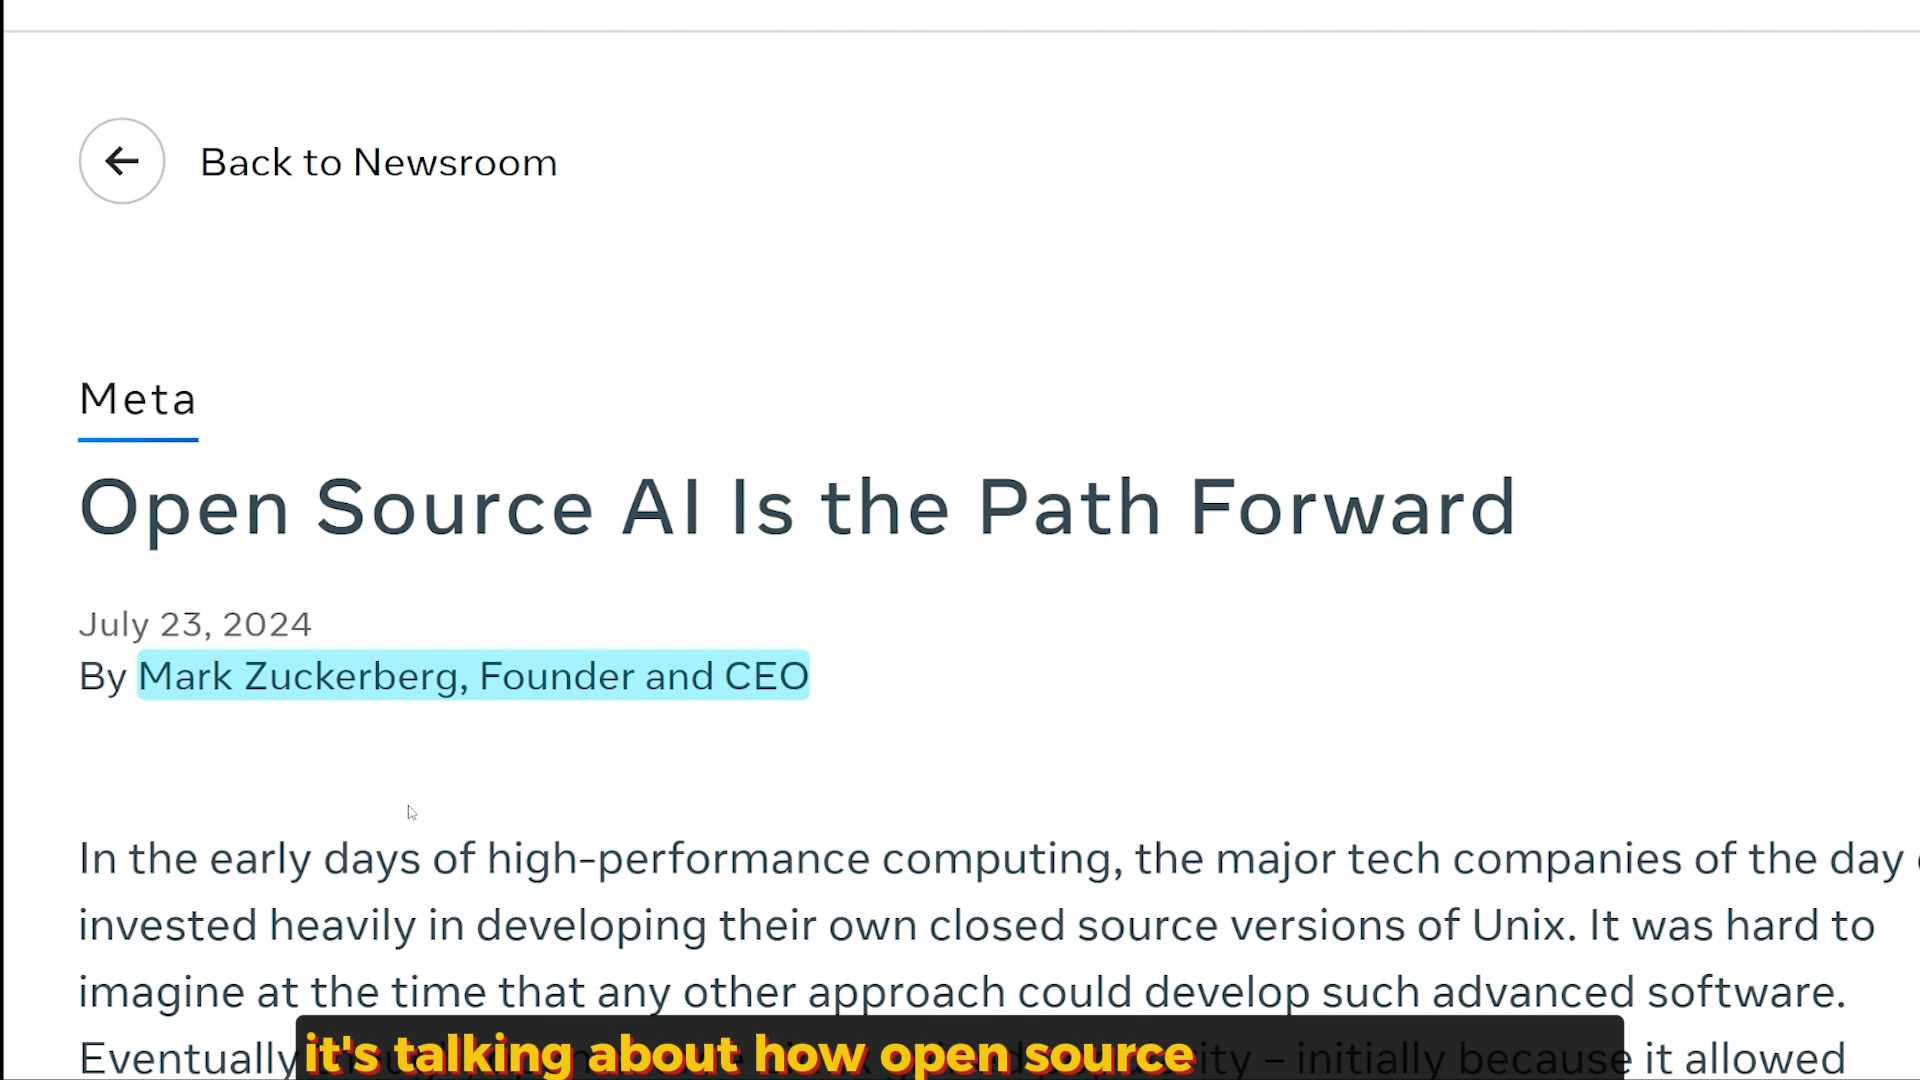 Back to Newsroom
Meta
Open Source AI Is the Path Forward
July 23, 2024
By Mark Zuckerberg, Founder and CEO
In the early days of high-performance computing, the major tech companies of the day
invested heavily in developing their own closed source versions of Unix. It was hard to
imagine at the time that any other approach could develop such advanced software.
Eventually – initially because it allowed
it's talking about how open source